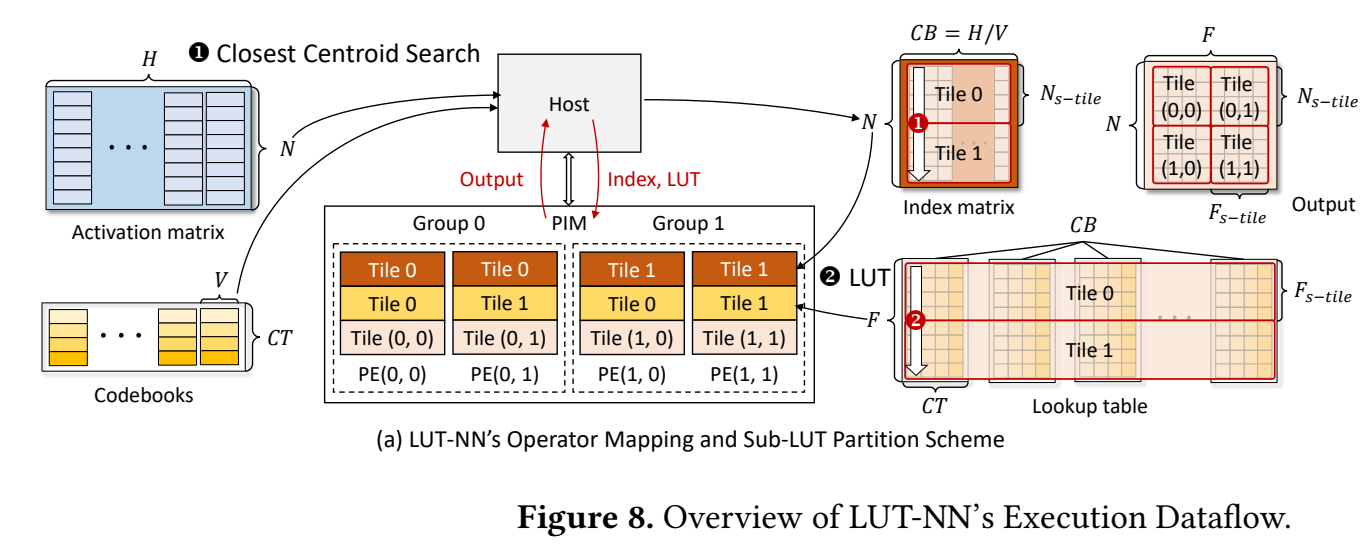 ❶ Closest Centroid Search
H
N
Activation matrix
V
CT
Codebooks
Host
Output
Index, LUT
Group 0
PIM
Group 1
Tile 0
Tile 0
Tile 1
Tile 1
Tile 0
Tile 1
Tile 0
Tile 1
Tile (0, 0)
Tile (0, 1)
Tile (1, 0)
Tile (1, 1)
PE(0, 0)
PE(0, 1)
PE(1, 0)
PE(1, 1)
CB = H/V
N
❶
Tile 0
Tile 1
N_{s-tile}
Index matrix
F
N
Tile (0,0)
Tile (0,1)
Tile (1,0)
Tile (1,1)
N_{s-tile}
F_{s-tile}
Output
❷ LUT
CB
F
❷
Tile 0
Tile 1
F_{s-tile}
CT
Lookup table
(a) LUT-NN's Operator Mapping and Sub-LUT Partition Scheme
Figure 8. Overview of LUT-NN's Execution Dataflow.